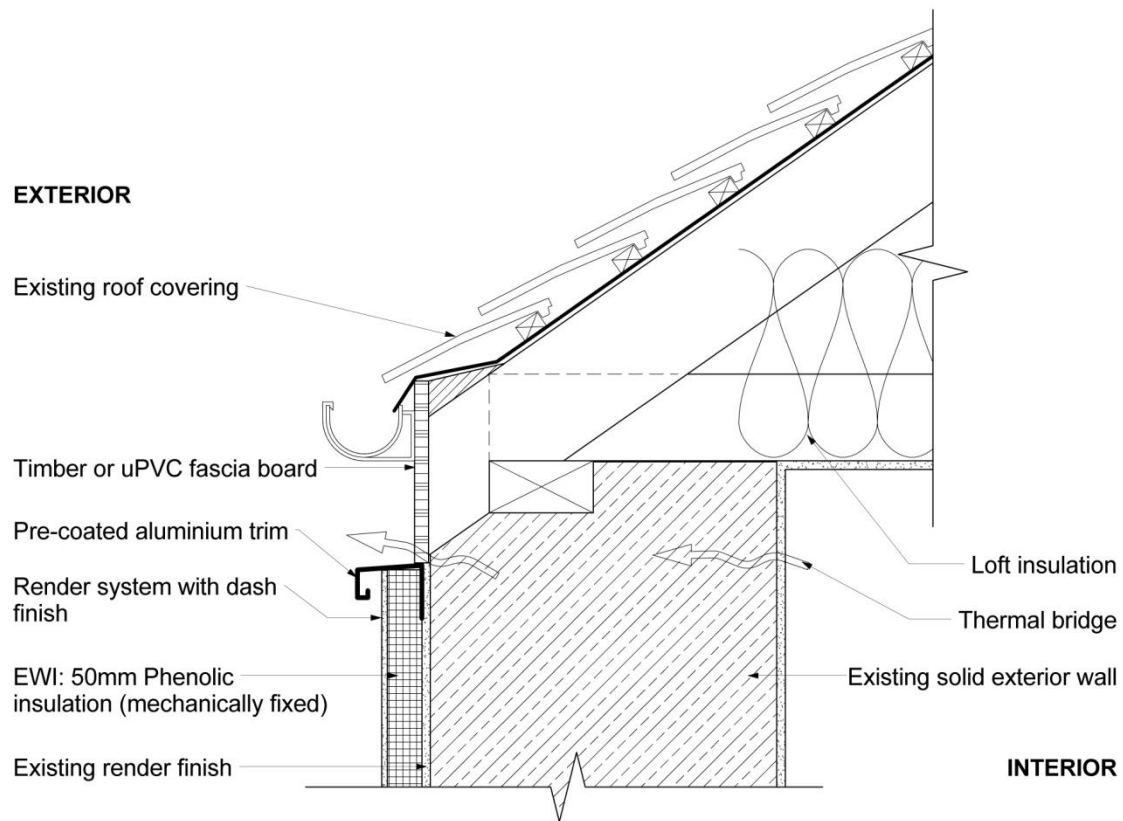 EXTERIOR
Existing roof covering
Timber or uPVC fascia board
Pre-coated aluminium trim
Render system with dash
finish
EWI: 50mm Phenolic
insulation (mechanically fixed)
Existing render finish
Loft insulation
Thermal bridge
Existing solid exterior wall
INTERIOR